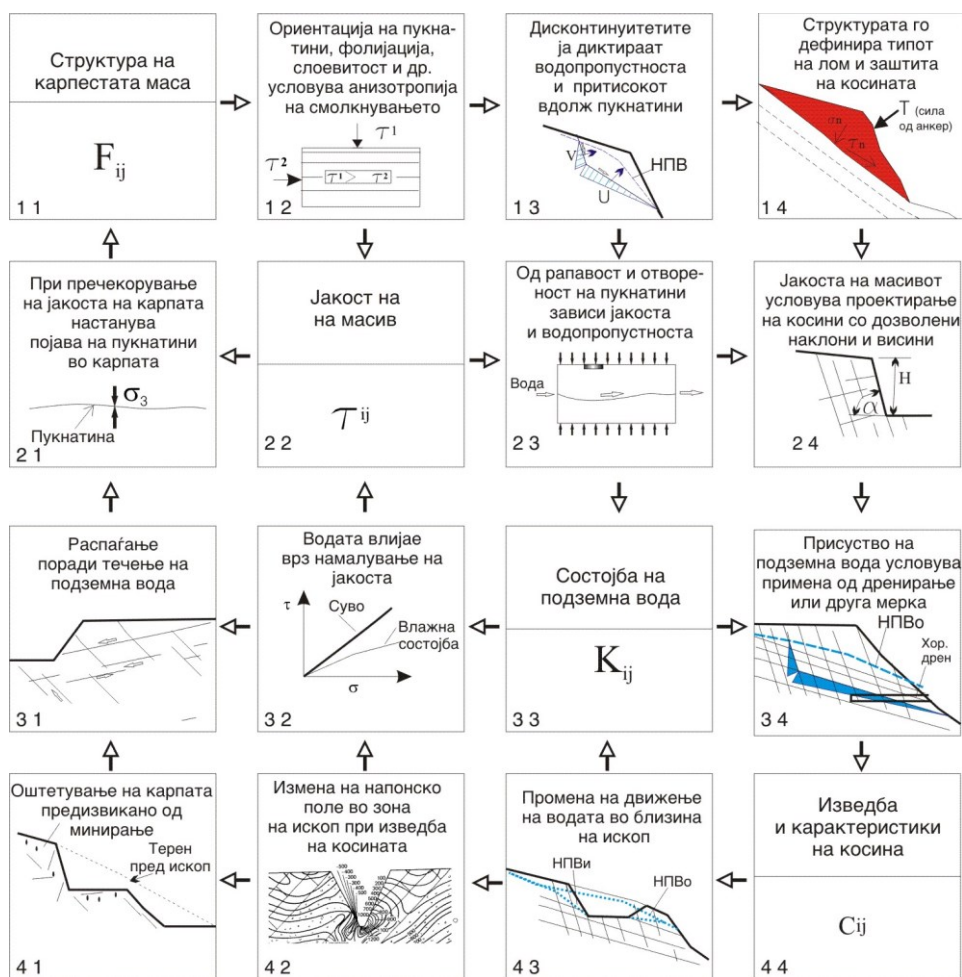 Структура на
карпестата маса
F ij
1 1
Ориентација на пукна-
тини, фолијација,
слоевитост и др.
условува анизотропија
на смолкнувањето
τ1
τ2
τ1 > τ2
1 2
Дисконтинуитетите
ја диктираат
водопропустноста
и притисокот
вдолж пукнатини
V
НПВ
U
1 3
Структурата го
дефинира типот
на лом и заштита
на косината
T (сила
од анкер)
σn
τn
1 4
При пречекорување
на јакоста на карпата
настанува
појава на пукнатини
во карпата
σ3
Пукнатина
2 1
Јакост на
на масив
τ ij
2 2
Од рапавост и отворе-
ност на пукнатини
зависи јакоста
и водопропустноста
Вода
2 3
Јакоста на масивот
условува проектирање
на косини со дозволени
наклони и висини
H
α
2 4
Распаѓање
поради течење на
подземна вода
3 1
Водата влијае
врз намалување на
јакоста
τ
Суво
Влажна
состојба
σ
3 2
Состојба на
подземна вода
K ij
3 3
Присуство на
подземна вода условува
примена од дренирање
или друга мерка
НПВо
Хор.
дрен
3 4
Оштетување на карпата
предизвикано од
минирање
Терен
пред ископ
4 1
Измена на напонско
поле во зона
на ископ при изведба
на косината
4 2
Промена на движење
на водата во близина
на ископ
НПВи
НПВо
4 3
Изведба
и карактеристики
на косина
C ij
4 4